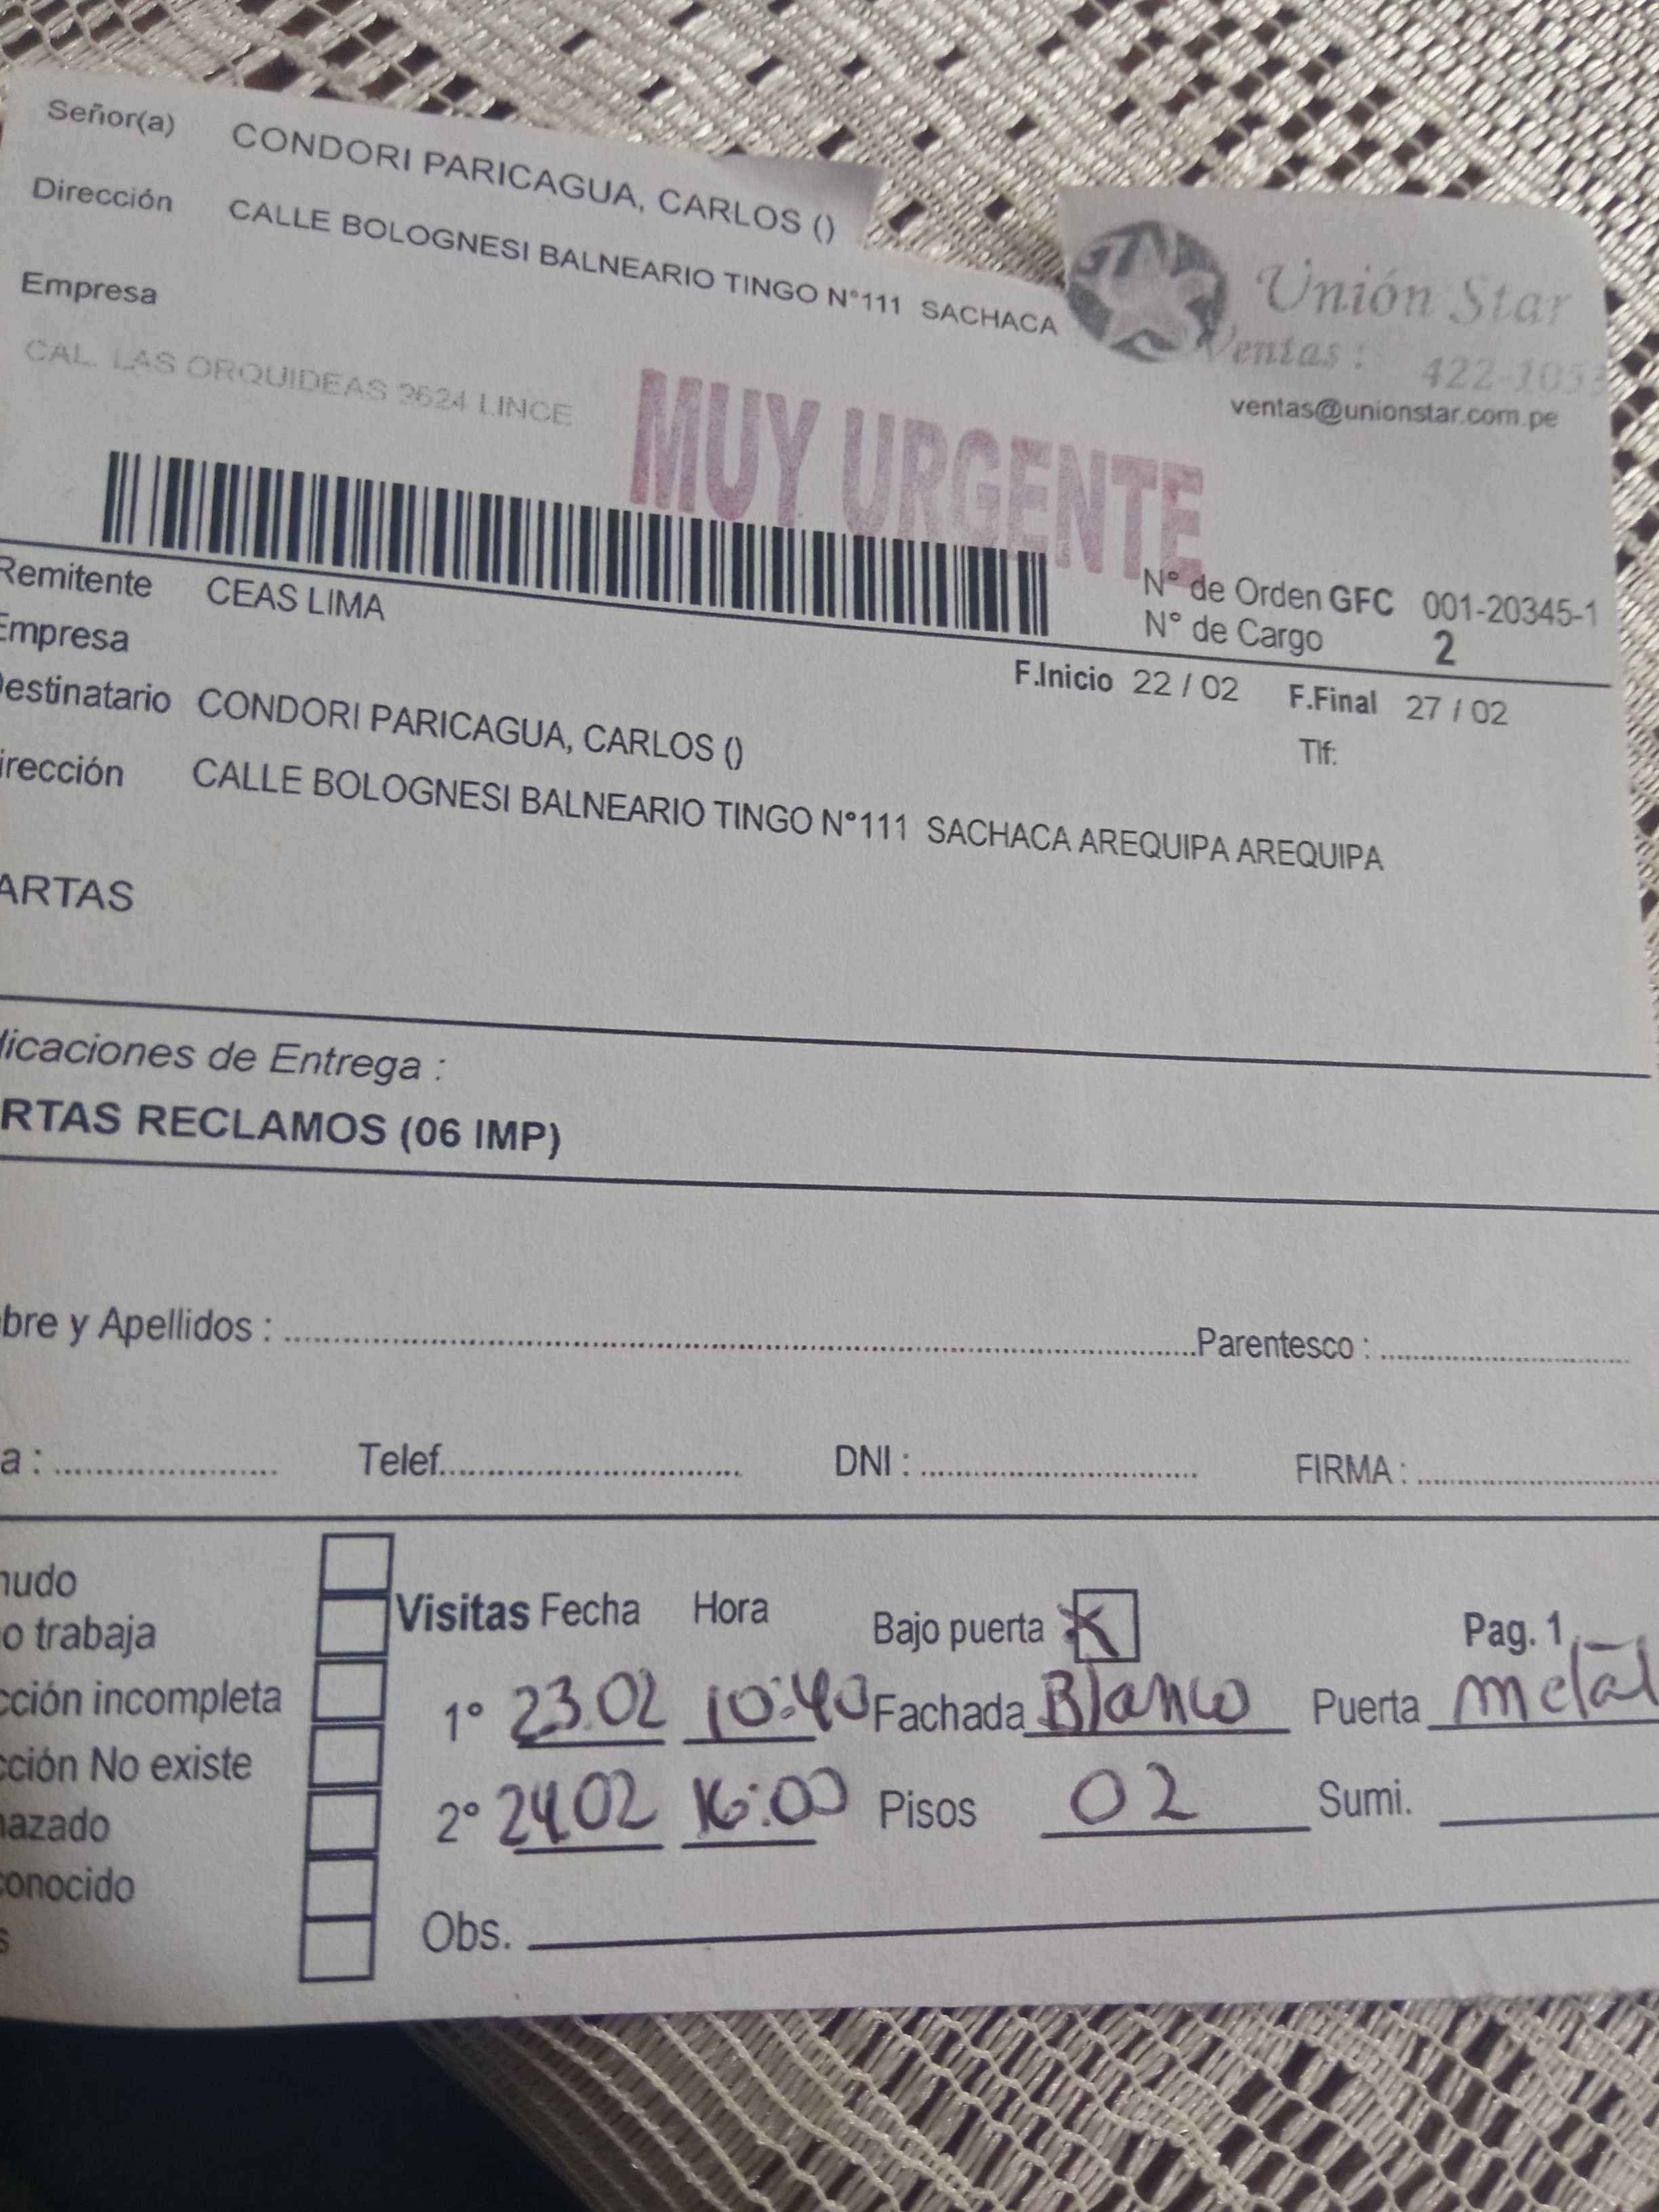 Señor(a) CONDORI PARICAGUA, CARLOS ()
Dirección CALLE BOLOGNESI BALNEARIO TINGO N°111 SACHACA
Empresa
Unión Star
Ventas : 422-1053
ventas@unionstar.com.pe
CAL. LAS ORQUIDEAS 2624 LINCE
MUY URGENTE
N° de Orden GFC 001-20345-1
N° de Cargo 2
Remitente CEAS LIMA
Empresa
F.Inicio 22 / 02 F.Final 27 / 02
Destinatario CONDORI PARICAGUA, CARLOS ()
Tlf:
irección CALLE BOLOGNESI BALNEARIO TINGO N°111 SACHACA AREQUIPA AREQUIPA
ARTAS
dicaciones de Entrega :
RTAS RECLAMOS (06 IMP)
bre y Apellidos : Parentesco :
a : Telef. DNI : FIRMA :
nudo
o trabaja
cción incompleta
cción No existe
hazado
conocido
s
Visitas Fecha Hora Bajo puerta X Pag. 1
1° 23.02 10:40 Fachada Blanco Puerta metal
2° 24.02 16:00 Pisos 02 Sumi.
Obs.